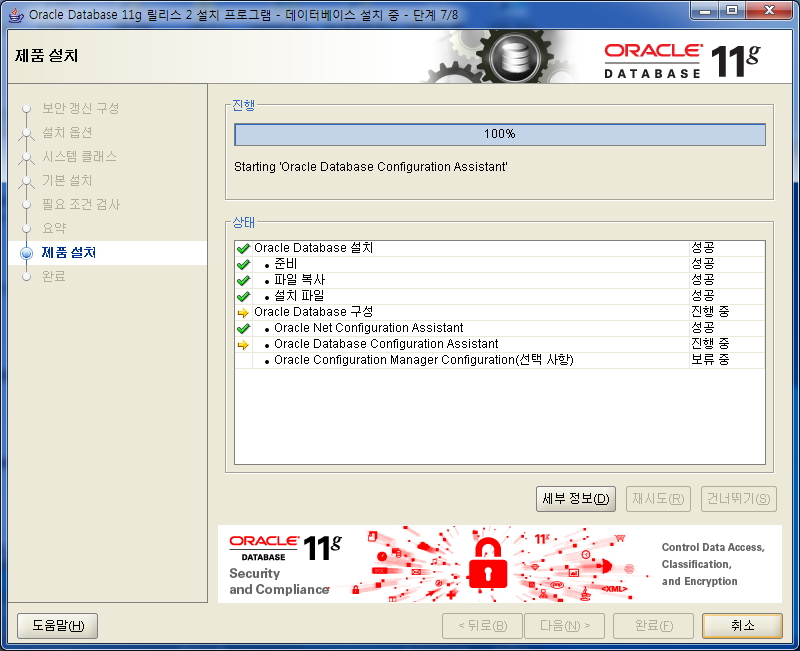 Oracle Database 11g 릴리스 2 설치 프로그램 - 데이터베이스 설치 중 - 단계 7/8
제품 설치
ORACLE
DATABASE 11g
보안 갱신 구성
설치 옵션
시스템 클래스
기본 설치
필요 조건 검사
요약
제품 설치
완료
진행
100%
Starting 'Oracle Database Configuration Assistant'
상태
Oracle Database 설치 성공
• 준비 성공
• 파일 복사 성공
• 설치 파일 성공
Oracle Database 구성 진행 중
• Oracle Net Configuration Assistant 성공
• Oracle Database Configuration Assistant 진행 중
• Oracle Configuration Manager Configuration(선택 사항) 보류 중
세부 정보(D) 재시도(R) 건너뛰기(S)
ORACLE
DATABASE 11g
Security
and Compliance
11g
<XML>
Control Data Access,
Classification,
and Encryption
도움말(H) < 뒤로(B) 다음(N) > 완료(F) 취소